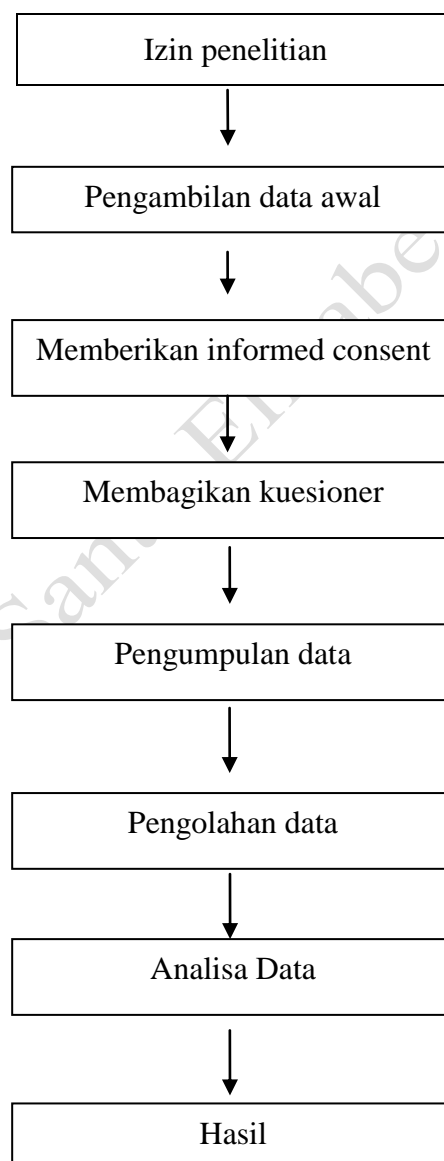 Izin penelitian
Pengambilan data awal
Memberikan informed consent
Membagikan kuesioner
Pengumpulan data
Pengolahan data
Analisa Data
Hasil